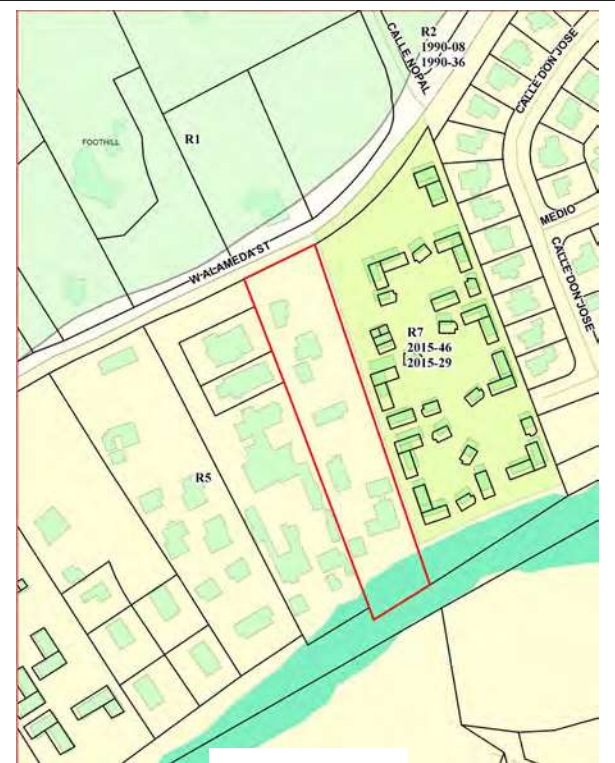 R2
1990-08
1990-36
CALLE NOPAL
CALLE DON JOSE
FOOTHILL
R1
W ALAMEDA ST
MEDIO
CALLE DON JOSE
R7
2015-46
2015-29
R5